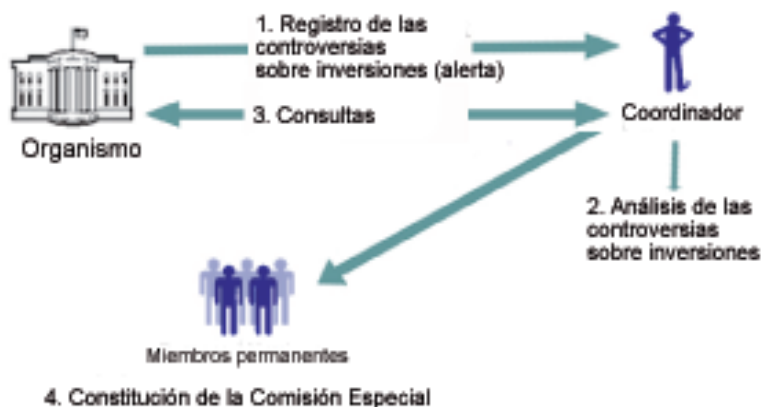 1. Registro de las
controversias
sobre inversiones (alerta)
3. Consultas
Organismo
Coordinador
2. Análisis de las
controversias
sobre inversiones
Miembros permanentes
4. Constitución de la Comisión Especial